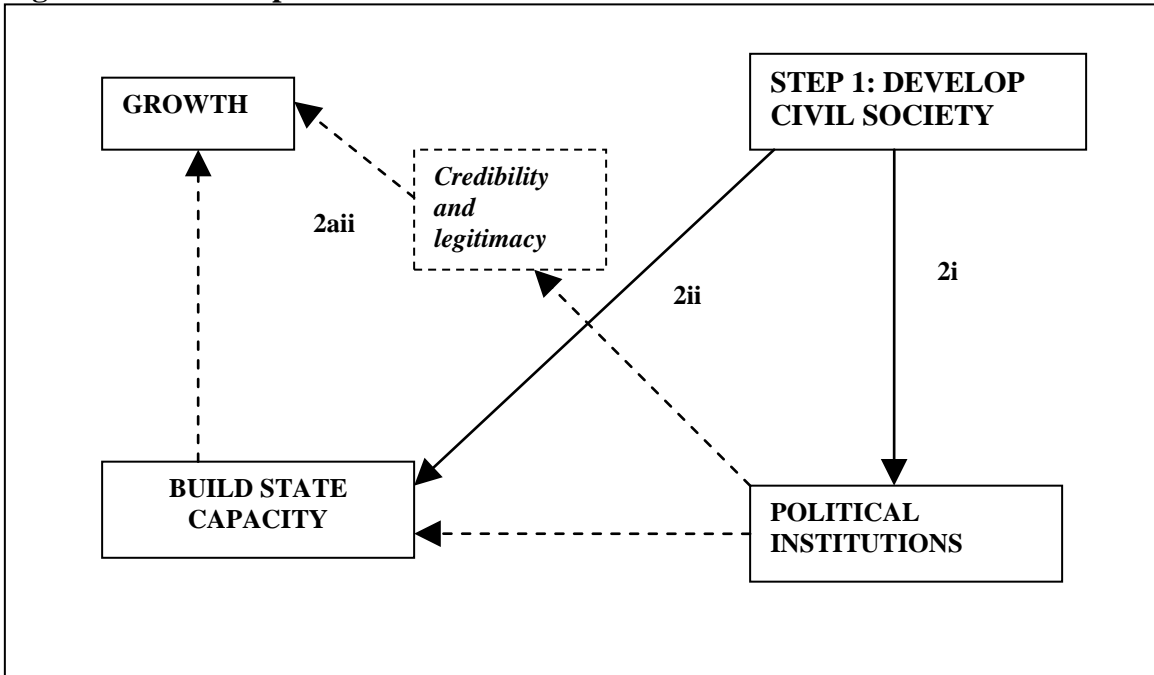 GROWTH
STEP 1: DEVELOP
CIVIL SOCIETY
Credibility
and
legitimacy
2aii
2i
2ii
BUILD STATE
CAPACITY
POLITICAL
INSTITUTIONS